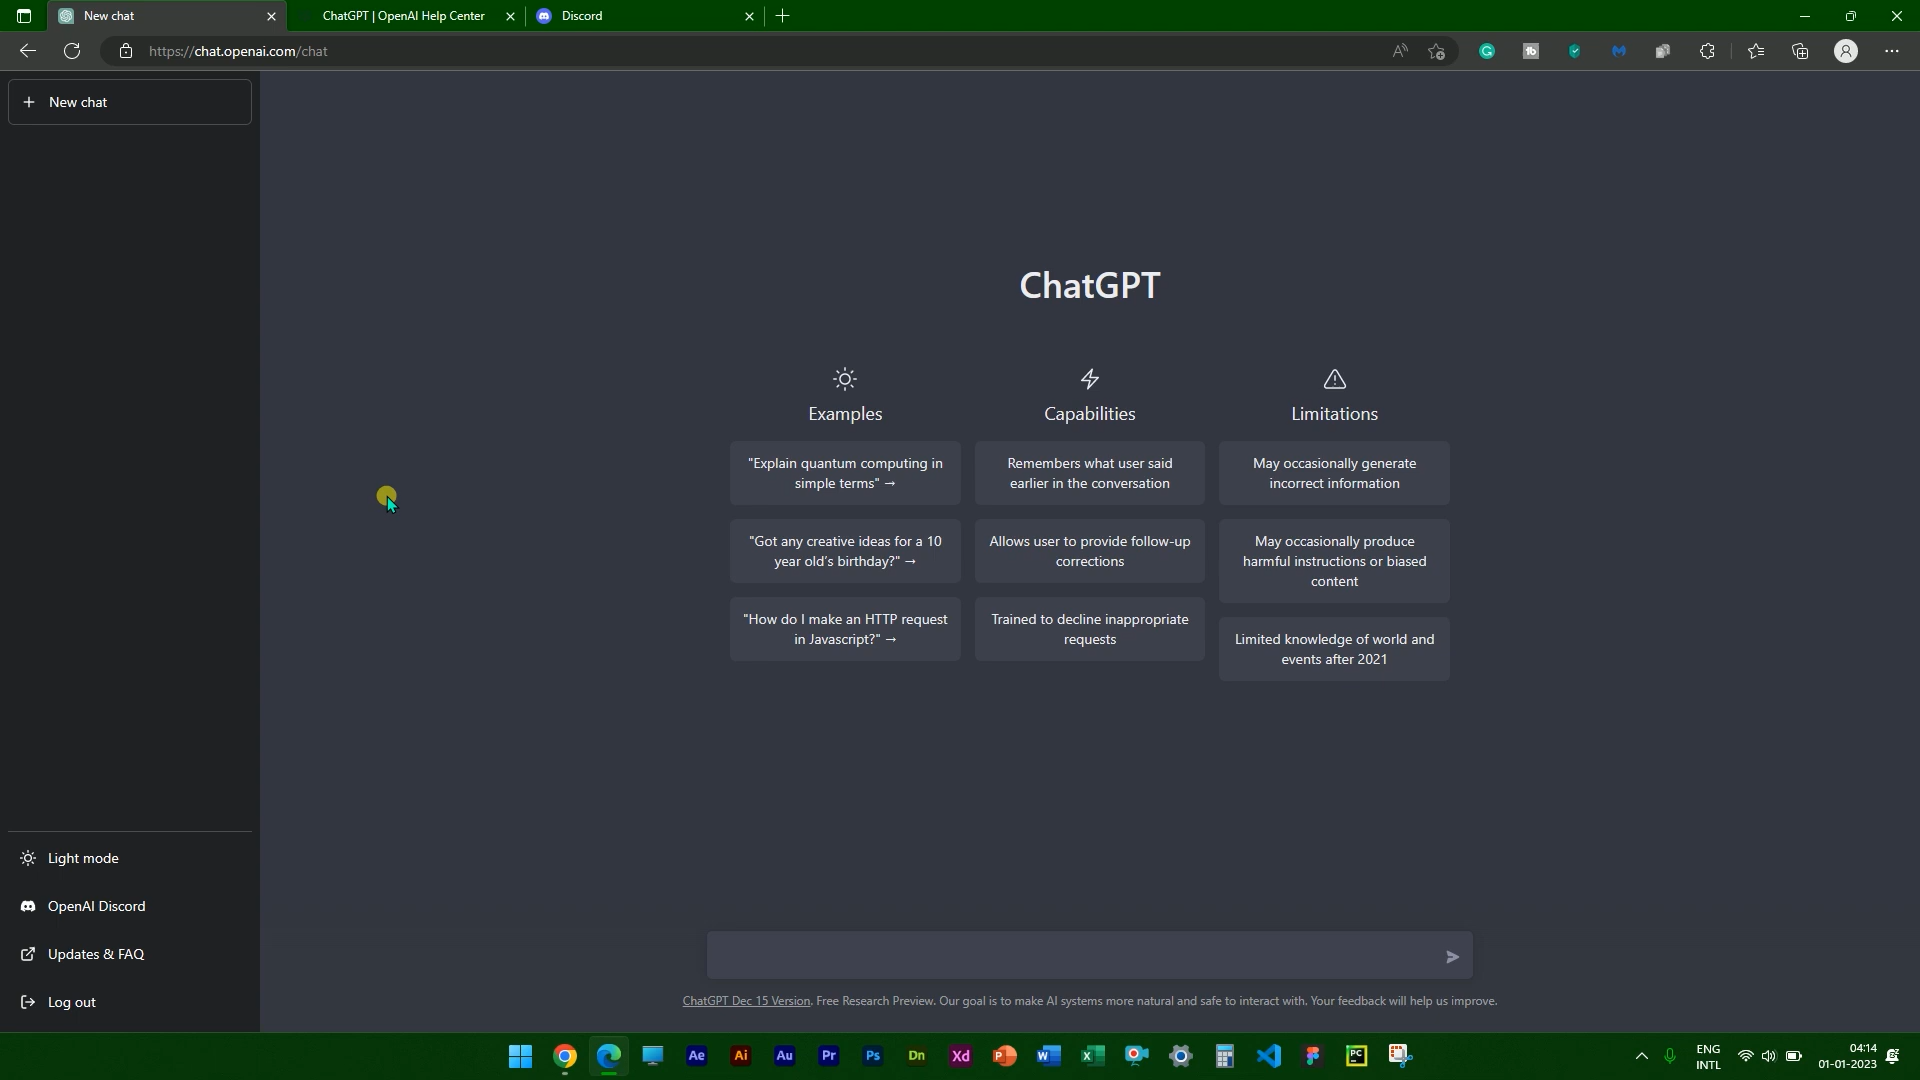 New chat
ChatGPT | OpenAI Help Center
Discord
https://chat.openai.com/chat
New chat
ChatGPT
Examples
Capabilities
Limitations
"Explain quantum computing in
simple terms" →
Remembers what user said
earlier in the conversation
May occasionally generate
incorrect information
"Got any creative ideas for a 10
year old's birthday?" →
Allows user to provide follow-up
corrections
May occasionally produce
harmful instructions or biased
content
"How do I make an HTTP request
in Javascript?" →
Trained to decline inappropriate
requests
Limited knowledge of world and
events after 2021
Light mode
OpenAI Discord
Updates & FAQ
Log out
ChatGPT Dec 15 Version. Free Research Preview. Our goal is to make AI systems more natural and safe to interact with. Your feedback will help us improve.
Ae Ai Au Pr Ps Dn Xd P W X PC
ENG
INTL
04:14
01-01-2023